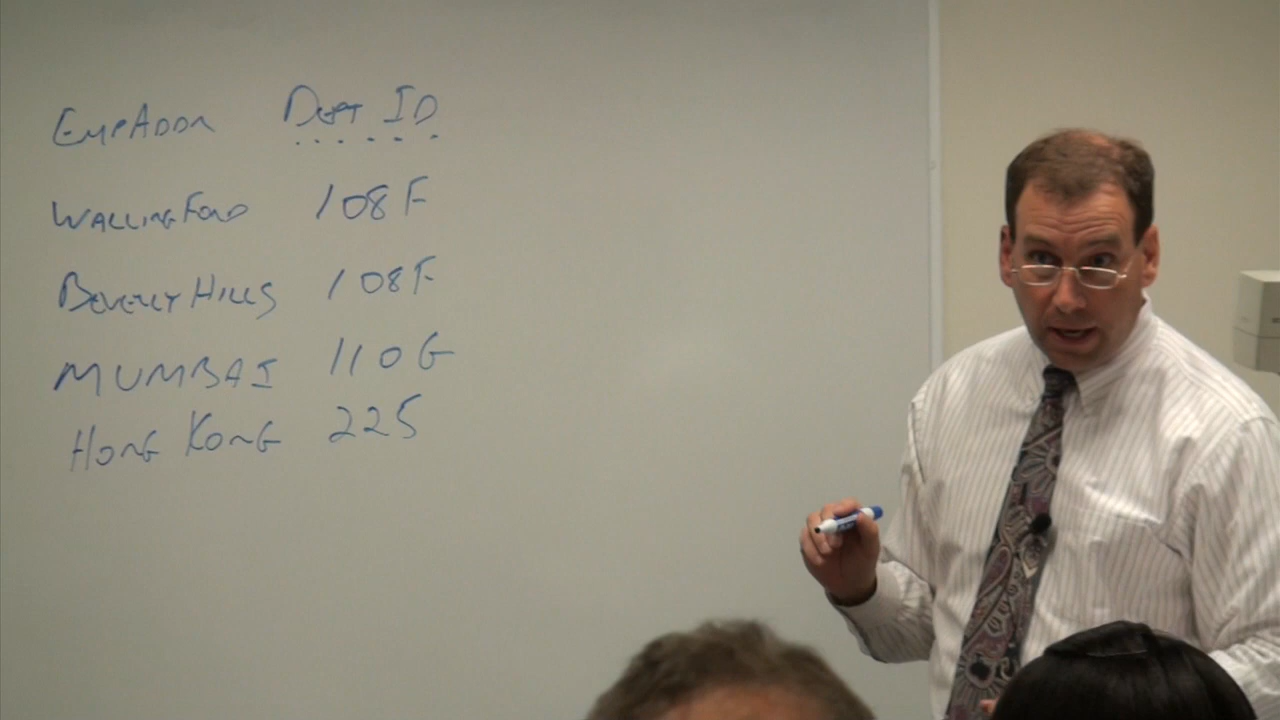 EmpAddr Dept ID
Wallingford 108F
Beverly Hills 108F
MUMBAI 110G
Hong Kong 225